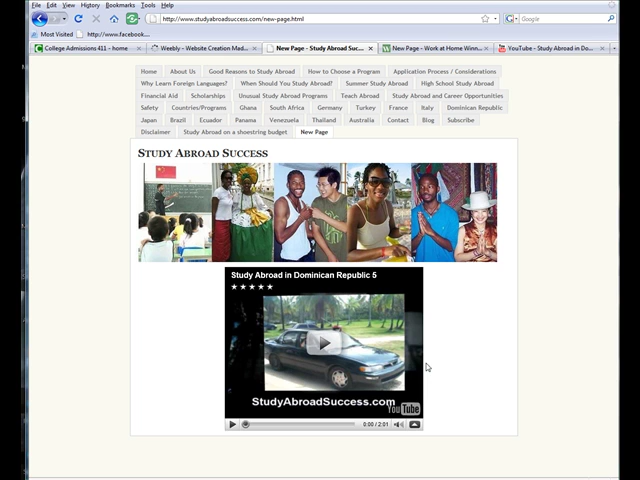 File Edit View History Bookmarks Tools Help
http://www.studyabroadsuccess.com/new-page.html
Google
Most Visited http://www.facebook....
College Admissions 411 - home
Weebly - Website Creation Mad...
New Page - Study Abroad Suc...
New Page - Work at Home Winn...
YouTube - Study Abroad in Do...
Home About Us Good Reasons to Study Abroad How to Choose a Program Application Process / Considerations
Why Learn Foreign Languages? When Should You Study Abroad? Summer Study Abroad High School Study Abroad
Financial Aid Scholarships Unusual Study Abroad Programs Teach Abroad Study Abroad and Career Opportunities
Safety Countries/Programs Ghana South Africa Germany Turkey France Italy Dominican Republic
Japan Brazil Ecuador Panama Venezuela Thailand Australia Contact Blog Subscribe
Disclaimer Study Abroad on a shoestring budget New Page
STUDY ABROAD SUCCESS
Study Abroad in Dominican Republic 5
StudyAbroadSuccess.com
YouTube
0:00 / 2:01